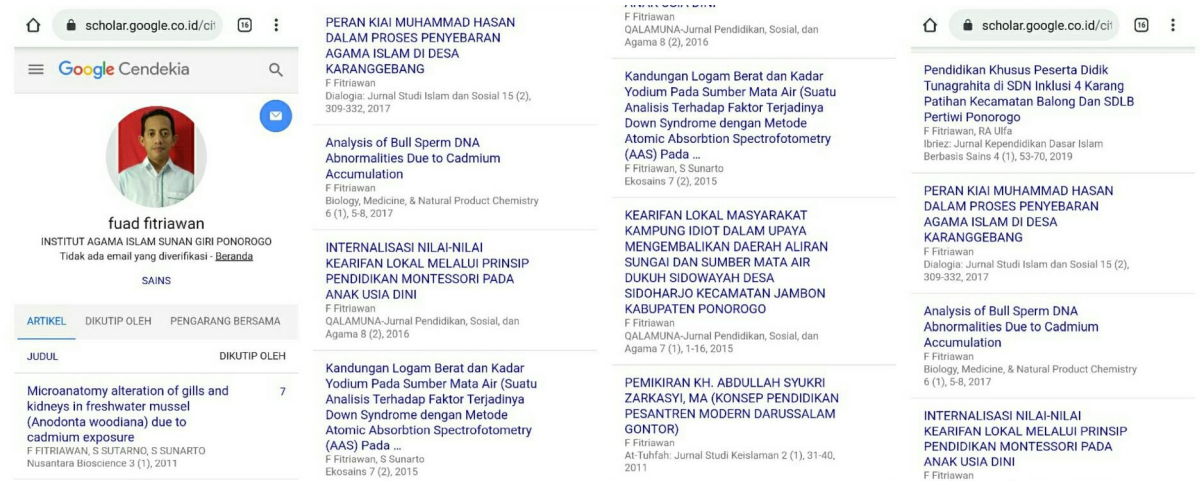 scholar.google.co.id/cit
16
Google Cendekia
fuad fitriawan
INSTITUT AGAMA ISLAM SUNAN GIRI PONOROGO
Tidak ada email yang diverifikasi - Beranda
SAINS
ARTIKEL DIKUTIP OLEH PENGARANG BERSAMA
JUDUL DIKUTIP OLEH
Microanatomy alteration of gills and 7
kidneys in freshwater mussel
(Anodonta woodiana) due to
cadmium exposure
F FITRIAWAN, S SUTARNO, S SUNARTO
Nusantara Bioscience 3 (1), 2011
PERAN KIAI MUHAMMAD HASAN
DALAM PROSES PENYEBARAN
AGAMA ISLAM DI DESA
KARANGGEBANG
F Fitriawan
Dialogia: Jurnal Studi Islam dan Sosial 15 (2),
309-332, 2017
Analysis of Bull Sperm DNA
Abnormalities Due to Cadmium
Accumulation
F Fitriawan
Biology, Medicine, & Natural Product Chemistry
6 (1), 5-8, 2017
INTERNALISASI NILAI-NILAI
KEARIFAN LOKAL MELALUI PRINSIP
PENDIDIKAN MONTESSORI PADA
ANAK USIA DINI
F Fitriawan
QALAMUNA-Jurnal Pendidikan, Sosial, dan
Agama 8 (2), 2016
Kandungan Logam Berat dan Kadar
Yodium Pada Sumber Mata Air (Suatu
Analisis Terhadap Faktor Terjadinya
Down Syndrome dengan Metode
Atomic Absorbtion Spectrofotometry
(AAS) Pada ...
F Fitriawan, S Sunarto
Ekosains 7 (2), 2015
ANAK USIA DINI
F Fitriawan
QALAMUNA-Jurnal Pendidikan, Sosial, dan
Agama 8 (2), 2016
Kandungan Logam Berat dan Kadar
Yodium Pada Sumber Mata Air (Suatu
Analisis Terhadap Faktor Terjadinya
Down Syndrome dengan Metode
Atomic Absorbtion Spectrofotometry
(AAS) Pada ...
F Fitriawan, S Sunarto
Ekosains 7 (2), 2015
KEARIFAN LOKAL MASYARAKAT
KAMPUNG IDIOT DALAM UPAYA
MENGEMBALIKAN DAERAH ALIRAN
SUNGAI DAN SUMBER MATA AIR
DUKUH SIDOWAYAH DESA
SIDOHARJO KECAMATAN JAMBON
KABUPATEN PONOROGO
F Fitriawan
QALAMUNA-Jurnal Pendidikan, Sosial, dan
Agama 7 (1), 1-16, 2015
PEMIKIRAN KH. ABDULLAH SYUKRI
ZARKASYI, MA (KONSEP PENDIDIKAN
PESANTREN MODERN DARUSSALAM
GONTOR)
F Fitriawan
At-Tuhfah: Jurnal Studi Keislaman 2 (1), 31-40,
2011
scholar.google.co.id/cit
16
Pendidikan Khusus Peserta Didik
Tunagrahita di SDN Inklusi 4 Karang
Patihan Kecamatan Balong Dan SDLB
Pertiwi Ponorogo
F Fitriawan, RA Ulfa
Ibriez: Jurnal Kependidikan Dasar Islam
Berbasis Sains 4 (1), 53-70, 2019
PERAN KIAI MUHAMMAD HASAN
DALAM PROSES PENYEBARAN
AGAMA ISLAM DI DESA
KARANGGEBANG
F Fitriawan
Dialogia: Jurnal Studi Islam dan Sosial 15 (2),
309-332, 2017
Analysis of Bull Sperm DNA
Abnormalities Due to Cadmium
Accumulation
F Fitriawan
Biology, Medicine, & Natural Product Chemistry
6 (1), 5-8, 2017
INTERNALISASI NILAI-NILAI
KEARIFAN LOKAL MELALUI PRINSIP
PENDIDIKAN MONTESSORI PADA
ANAK USIA DINI
F Fitriawan